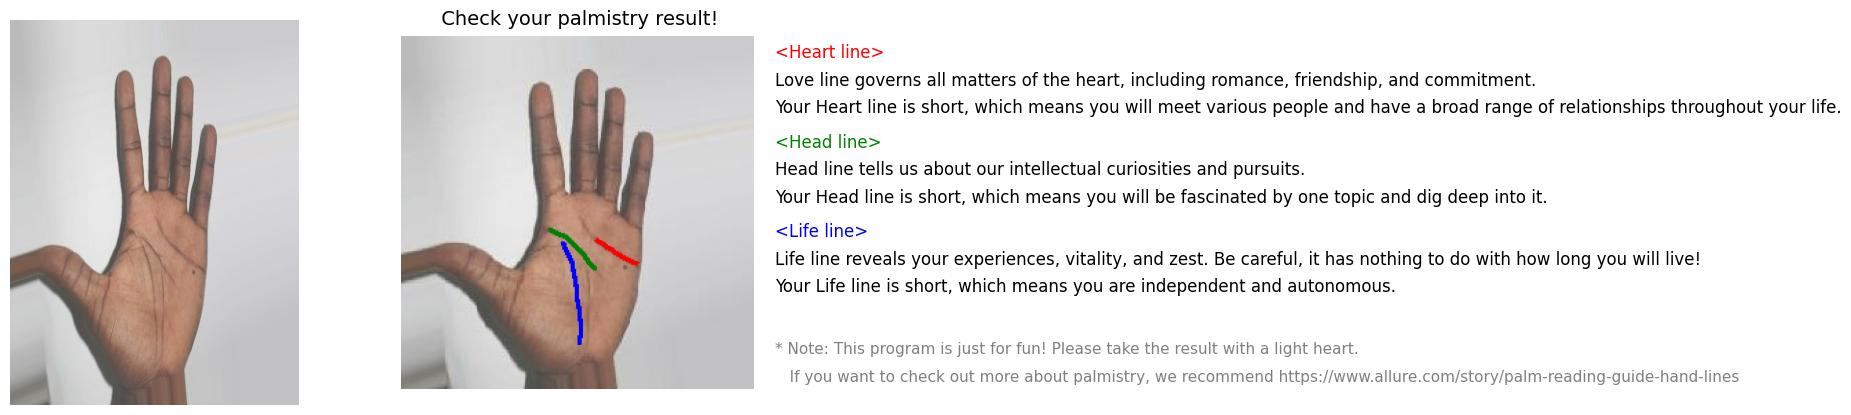 Check your palmistry result!
<Heart line>
Love line governs all matters of the heart, including romance, friendship, and commitment.
Your Heart line is short, which means you will meet various people and have a broad range of relationships throughout your life.
<Head line>
Head line tells us about our intellectual curiosities and pursuits.
Your Head line is short, which means you will be fascinated by one topic and dig deep into it.
<Life line>
Life line reveals your experiences, vitality, and zest. Be careful, it has nothing to do with how long you will live!
Your Life line is short, which means you are independent and autonomous.
* Note: This program is just for fun! Please take the result with a light heart.
If you want to check out more about palmistry, we recommend https://www.allure.com/story/palm-reading-guide-hand-lines